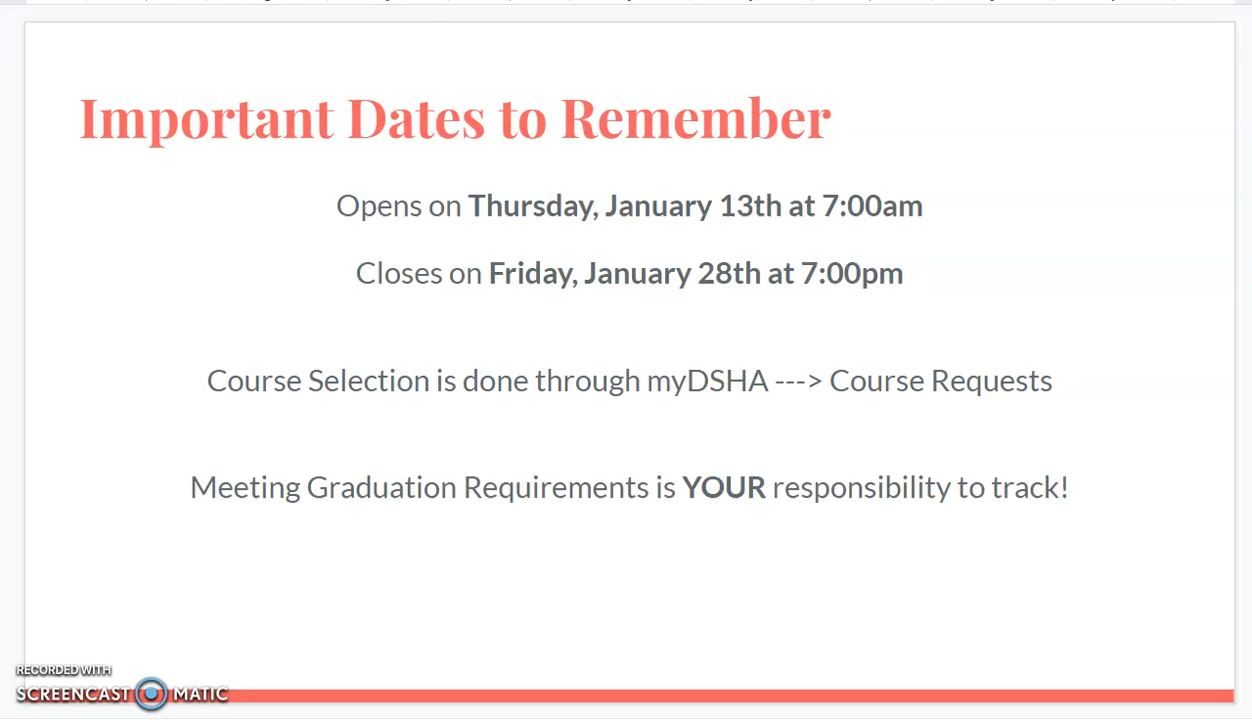 Important Dates to Remember
Opens on Thursday, January 13th at 7:00am
Closes on Friday, January 28th at 7:00pm
Course Selection is done through myDSHA ---> Course Requests
Meeting Graduation Requirements is YOUR responsibility to track!
RECORDED WITH
SCREENCAST MATIC